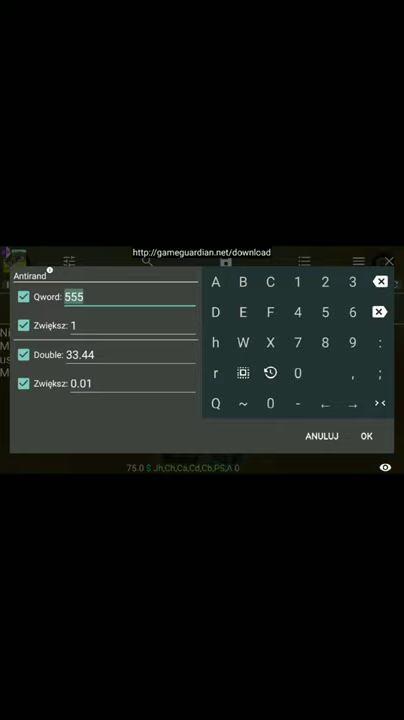 http://gameguardian.net/download
Antirand
Qword: 555
Zwiększ: 1
Double: 33.44
Zwiększ: 0.01
A B C 1 2 3
D E F 4 5 6
h W X 7 8 9 :
r 0 , ;
Q ~ 0 - ← →
ANULUJ OK
75.0 $ Jh,Ch,Ca,Cd,Cb,PS,A 0